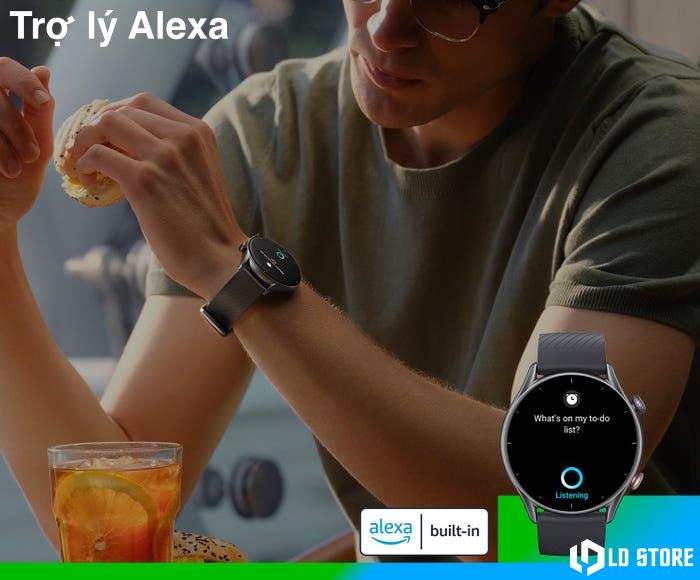 Trợ lý Alexa
What's on my to-do
list?
Listening
alexa
built-in
LD STORE